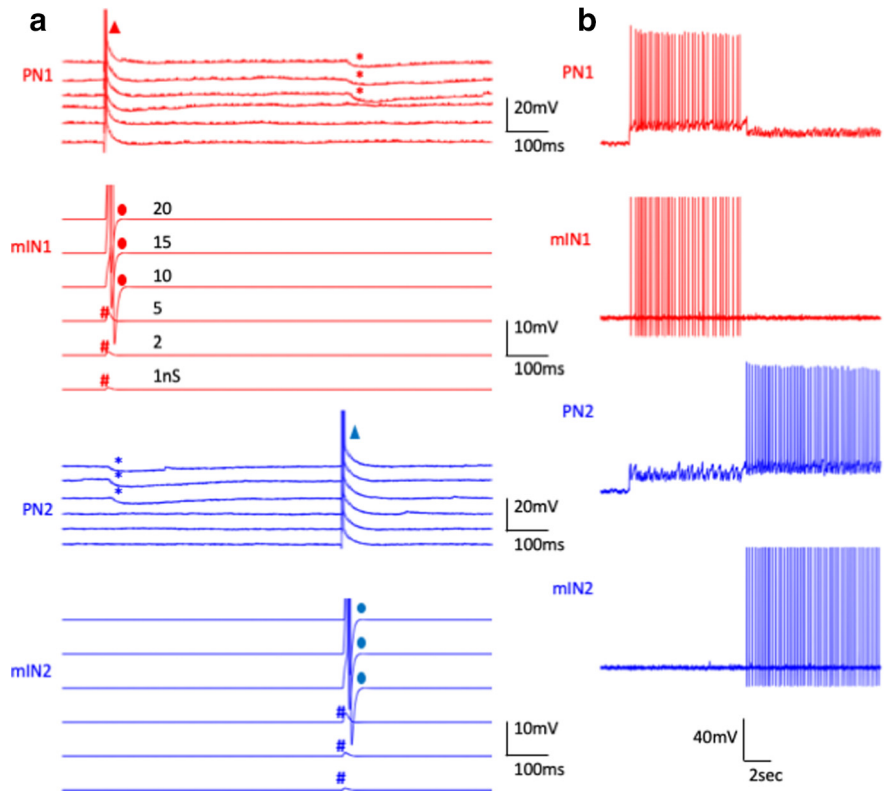 a
PN1
*
*
*
20mV
100ms
mIN1
20
15
10
# 5
# 2
# 1nS
10mV
100ms
PN2
*
*
*
20mV
100ms
mIN2
#
#
#
10mV
100ms
b
PN1
mIN1
PN2
mIN2
40mV
2sec